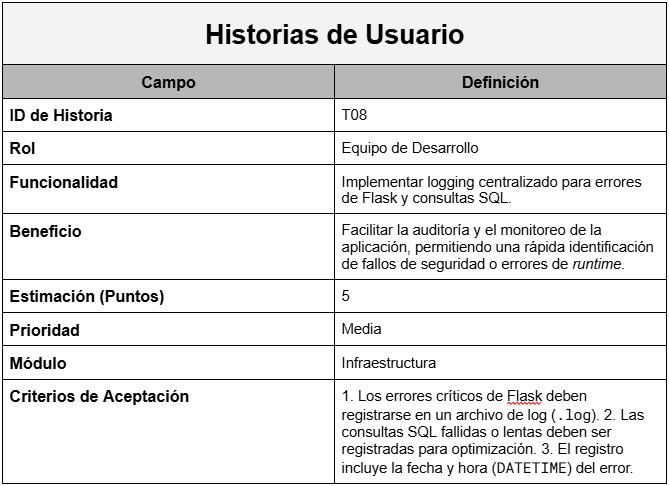 Historias de Usuario
Campo Definición
ID de Historia T08
Rol Equipo de Desarrollo
Funcionalidad Implementar logging centralizado para errores
de Flask y consultas SQL.
Beneficio Facilitar la auditoría y el monitoreo de la
aplicación, permitiendo una rápida identificación
de fallos de seguridad o errores de runtime.
Estimación (Puntos) 5
Prioridad Media
Módulo Infraestructura
Criterios de Aceptación 1. Los errores críticos de Flask deben
registrarse en un archivo de log (.log). 2. Las
consultas SQL fallidas o lentas deben ser
registradas para optimización. 3. El registro
incluye la fecha y hora (DATETIME) del error.